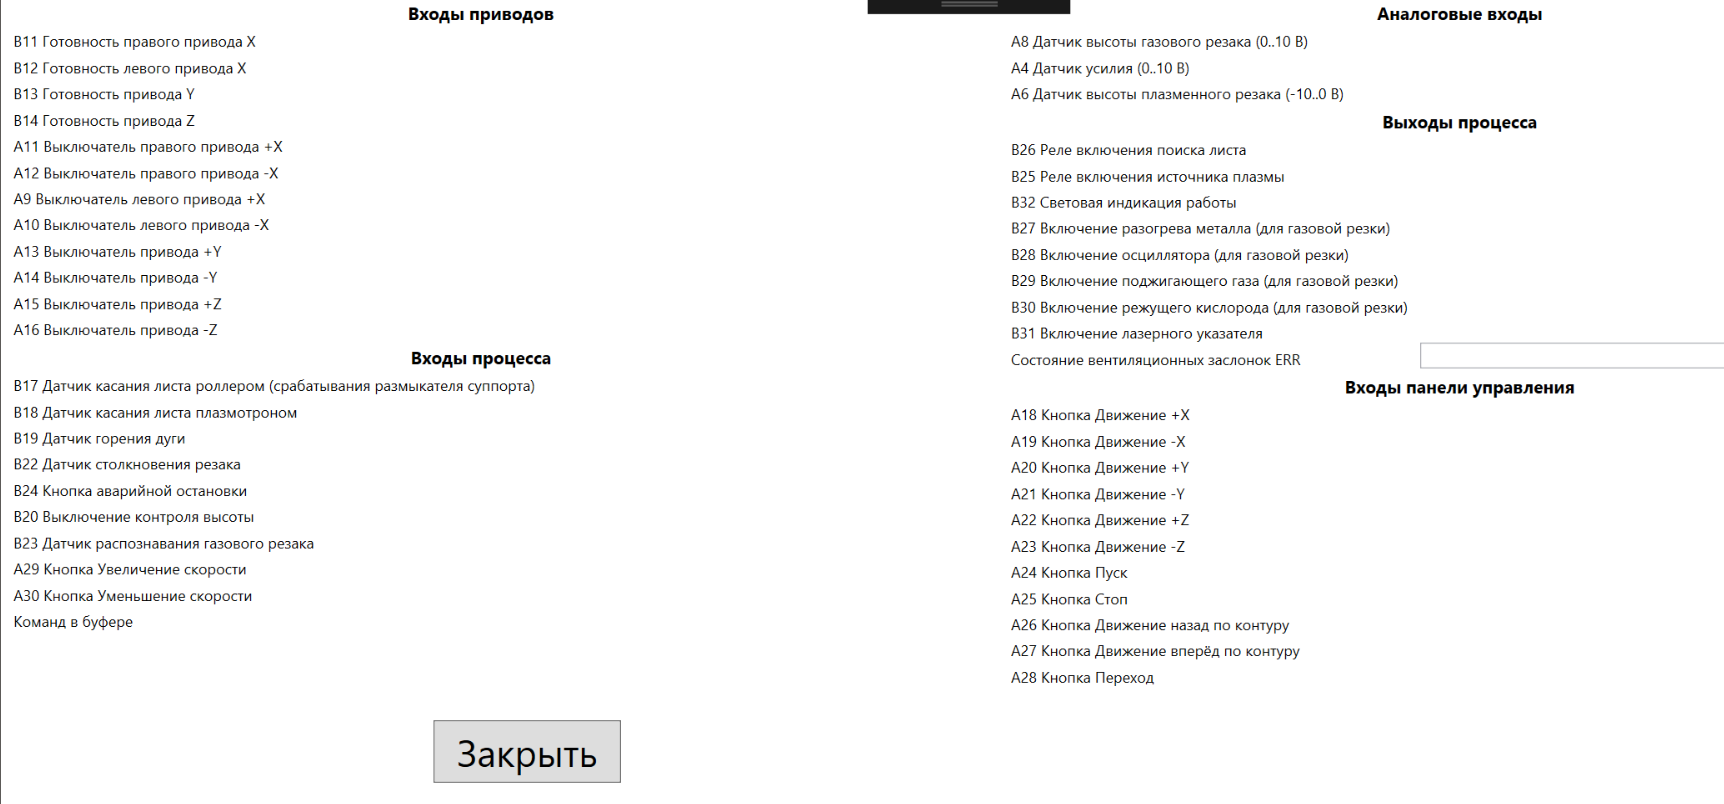 Входы приводов
B11 Готовность правого привода X
B12 Готовность левого привода X
B13 Готовность привода Y
B14 Готовность привода Z
A11 Выключатель правого привода +X
A12 Выключатель правого привода -X
A9 Выключатель левого привода +X
A10 Выключатель левого привода -X
A13 Выключатель привода +Y
A14 Выключатель привода -Y
A15 Выключатель привода +Z
A16 Выключатель привода -Z
Входы процесса
B17 Датчик касания листа роллером (срабатывания размыкателя суппорта)
B18 Датчик касания листа плазмотроном
B19 Датчик горения дуги
B22 Датчик столкновения резака
B24 Кнопка аварийной остановки
B20 Выключение контроля высоты
B23 Датчик распознавания газового резака
A29 Кнопка Увеличение скорости
A30 Кнопка Уменьшение скорости
Команд в буфере
Закрыть
Аналоговые входы
A8 Датчик высоты газового резака (0..10 В)
A4 Датчик усилия (0..10 В)
A6 Датчик высоты плазменного резака (-10..0 В)
Выходы процесса
B26 Реле включения поиска листа
B25 Реле включения источника плазмы
B32 Световая индикация работы
B27 Включение разогрева металла (для газовой резки)
B28 Включение осциллятора (для газовой резки)
B29 Включение поджигающего газа (для газовой резки)
B30 Включение режущего кислорода (для газовой резки)
B31 Включение лазерного указателя
Состояние вентиляционных заслонок ERR
Входы панели управления
A18 Кнопка Движение +X
A19 Кнопка Движение -X
A20 Кнопка Движение +Y
A21 Кнопка Движение -Y
A22 Кнопка Движение +Z
A23 Кнопка Движение -Z
A24 Кнопка Пуск
A25 Кнопка Стоп
A26 Кнопка Движение назад по контуру
A27 Кнопка Движение вперёд по контуру
A28 Кнопка Переход